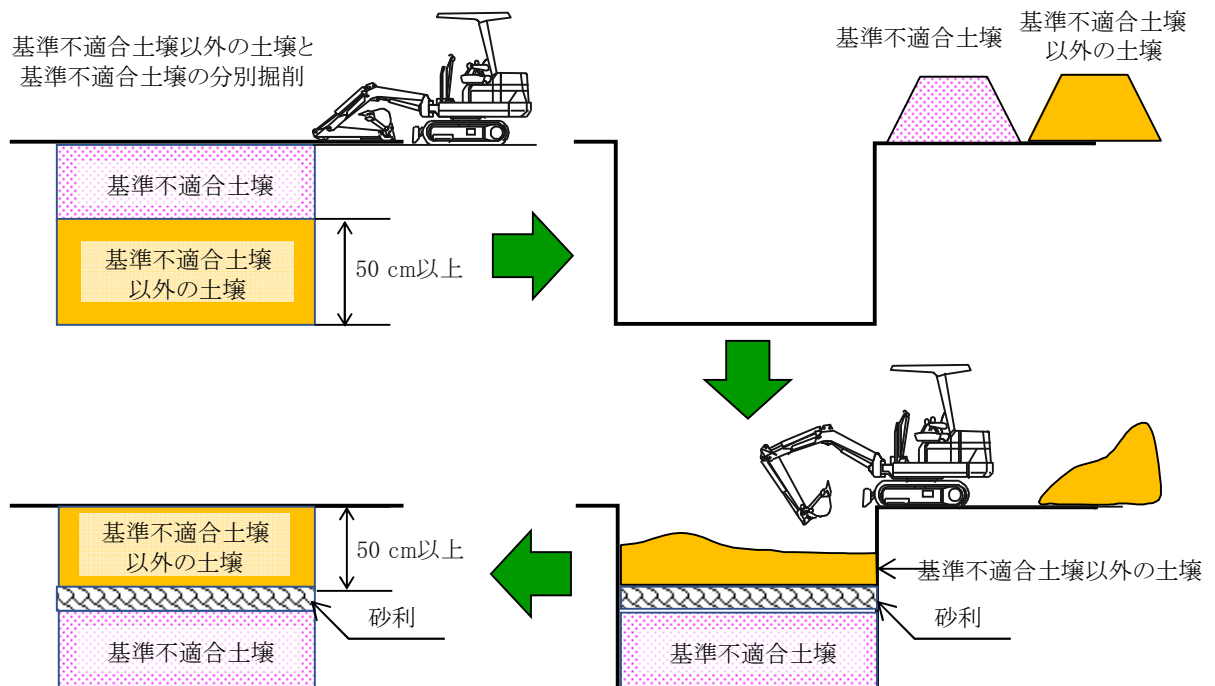 基準不適合土壌以外の土壌と
基準不適合土壌の分別掘削
基準不適合土壌
基準不適合土壌
以外の土壌
基準不適合土壌
基準不適合土壌
以外の土壌
50 cm以上
基準不適合土壌
以外の土壌
50 cm以上
砂利
基準不適合土壌
基準不適合土壌以外の土壌
砂利
基準不適合土壌